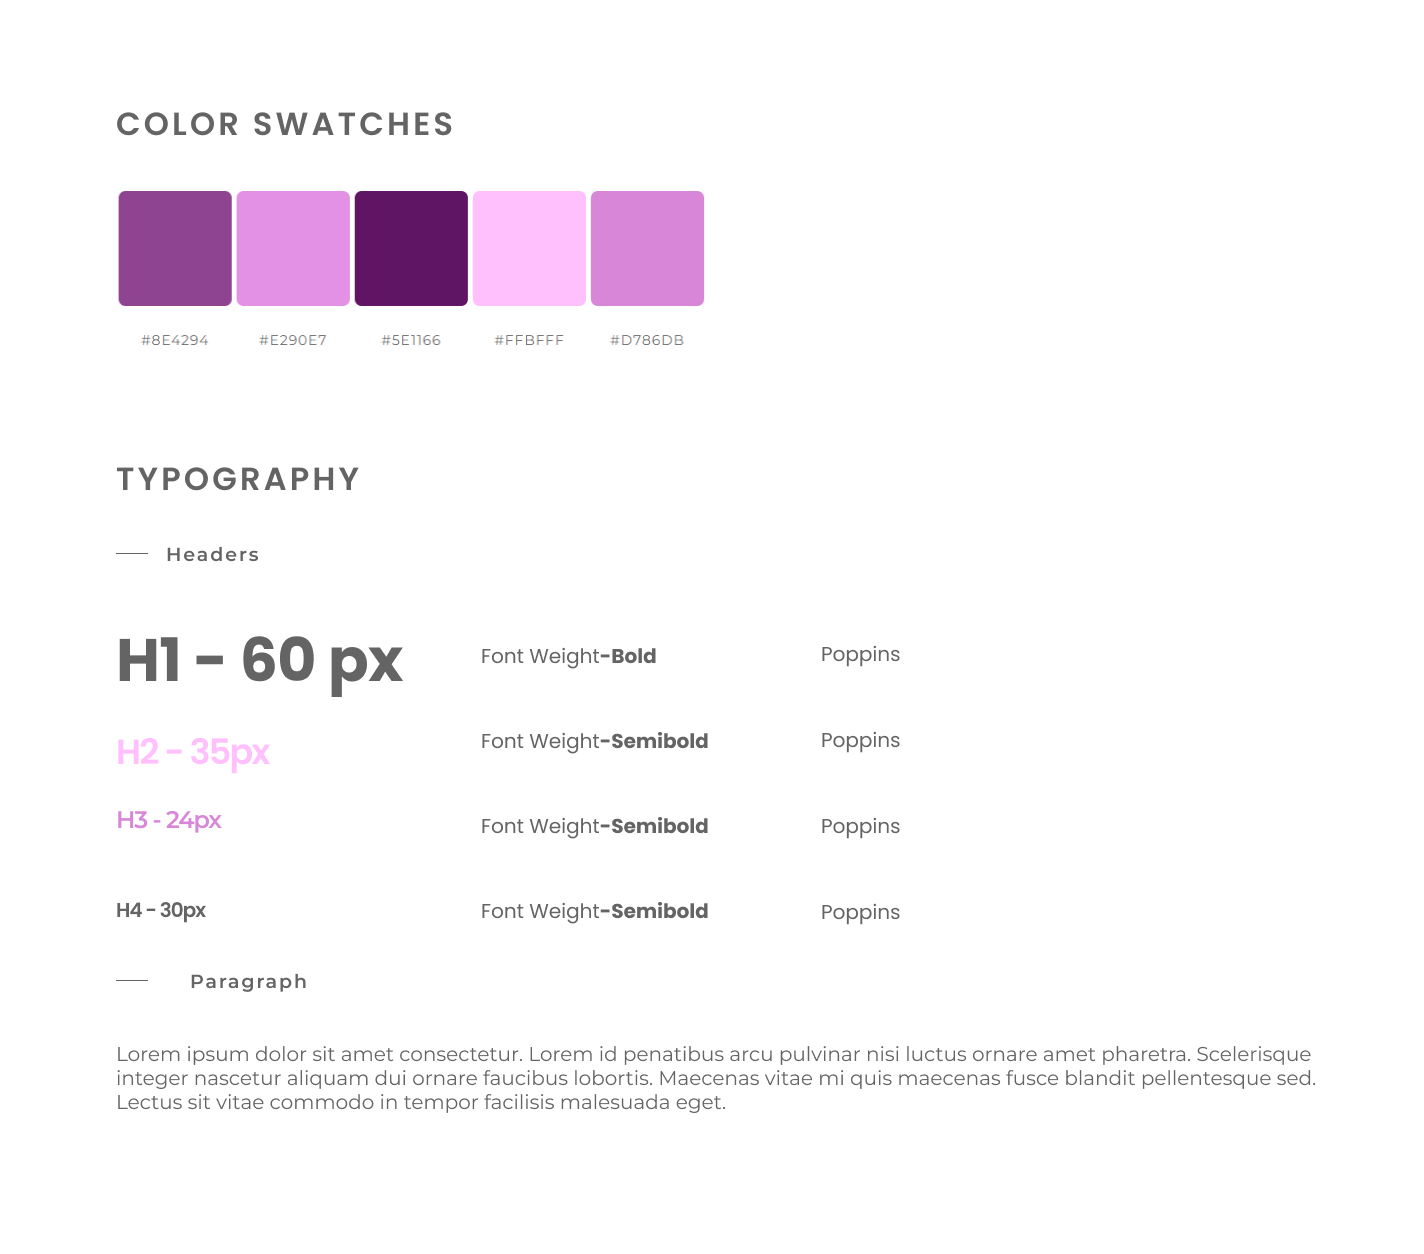 COLOR SWATCHES
#8E4294 #E290E7 #5E1166 #FFBFFF #D786DB
TYPOGRAPHY
Headers
H1 - 60 px Font Weight-Bold Poppins
H2 - 35px Font Weight-Semibold Poppins
H3 - 24px Font Weight-Semibold Poppins
H4 - 30px Font Weight-Semibold Poppins
Paragraph
Lorem ipsum dolor sit amet consectetur. Lorem id penatibus arcu pulvinar nisi luctus ornare amet pharetra. Scelerisque
integer nascetur aliquam dui ornare faucibus lobortis. Maecenas vitae mi quis maecenas fusce blandit pellentesque sed.
Lectus sit vitae commodo in tempor facilisis malesuada eget.